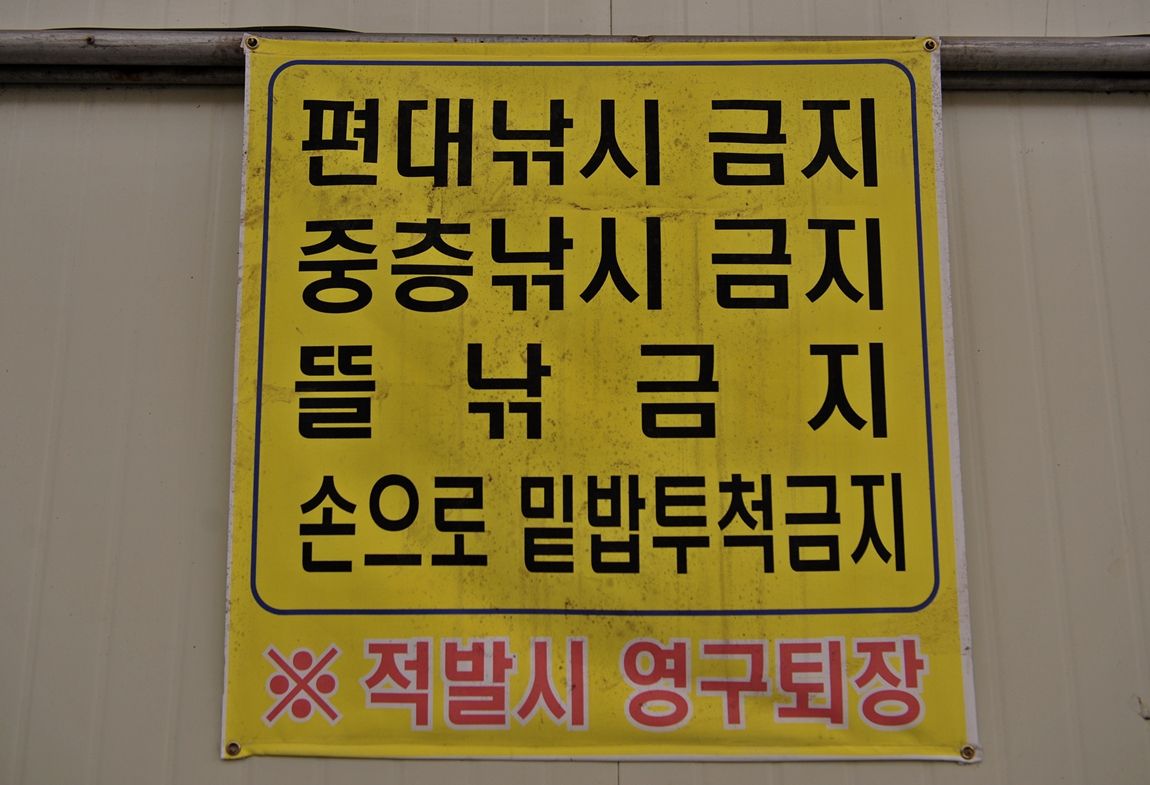 편대낚시 금지
중층낚시 금지
뜰 낚 금 지
손으로 밑밥투척금지
※ 적발시 영구퇴장